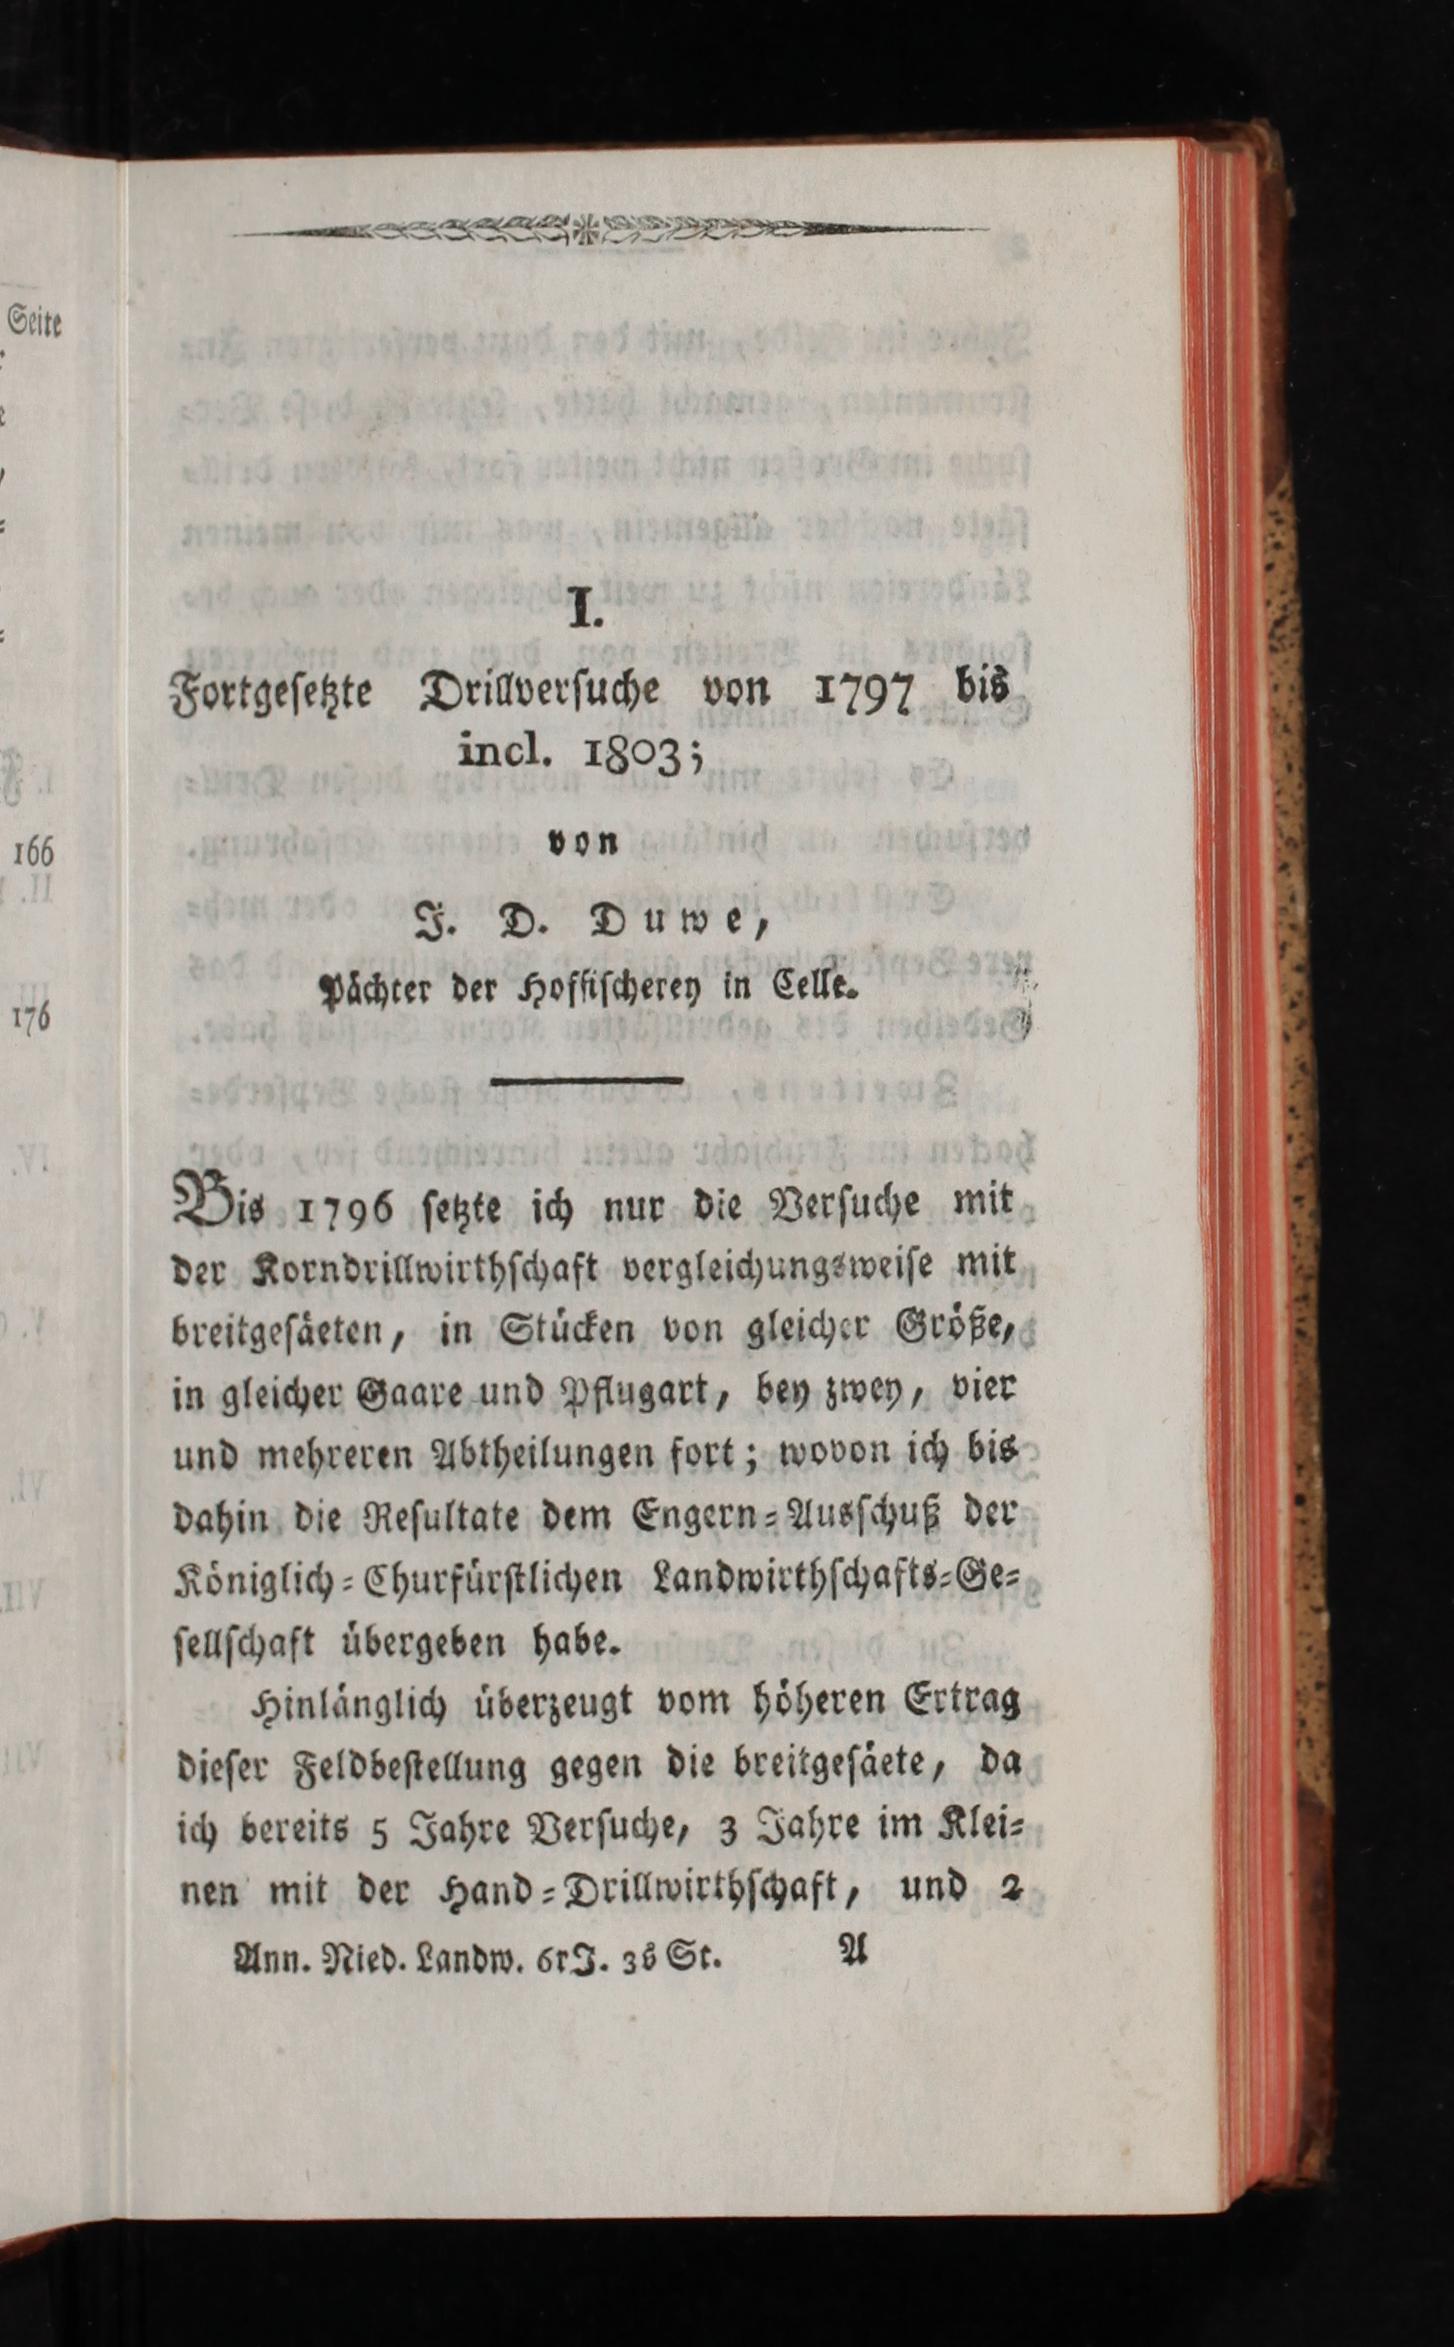 Seite
166
176
I.
Fortgesetzte Drillversuche von 1797 bis
incl. 1803;
von
J. D. Duwe,
Pächter der Hoffischerey in Celle.
Bis 1796 setzte ich nur die Versuche mit
der Korndrillwirthschaft vergleichungsweise mit
breitgesäeten, in Stücken von gleicher Größe,
in gleicher Gaare und Pflugart, bey zwey, vier
und mehreren Abtheilungen fort; wovon ich bis
dahin die Resultate dem Engern-Ausschuß der
Königlich-Churfürstlichen Landwirthschafts-Ge-
sellschaft übergeben habe.
Hinlänglich überzeugt vom höheren Ertrag
dieser Feldbestellung gegen die breitgesäete, da
ich bereits 5 Jahre Versuche, 3 Jahre im Klei-
nen mit der Hand-Drillwirthschaft, und 2
Ann. Nied. Landw. 6r J. 3s St. A